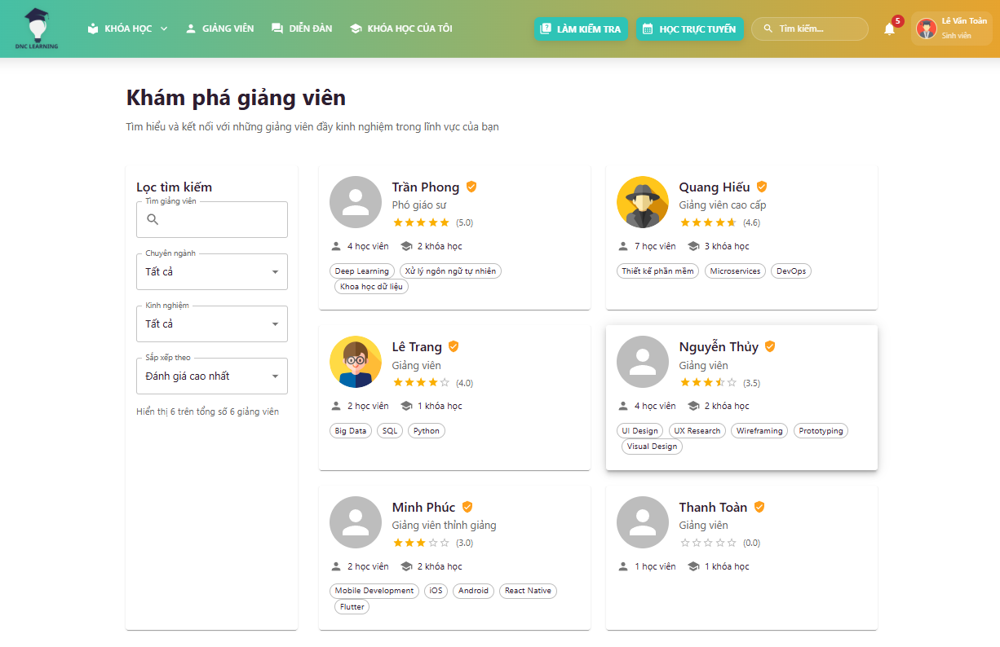 DNC LEARNING
KHÓA HỌC
GIẢNG VIÊN
DIỄN ĐÀN
KHÓA HỌC CỦA TÔI
LÀM KIỂM TRA
HỌC TRỰC TUYẾN
Tìm kiếm...
5
Lê Văn Toàn
Sinh viên
Khám phá giảng viên
Tìm hiểu và kết nối với những giảng viên đầy kinh nghiệm trong lĩnh vực của bạn
Lọc tìm kiếm
Tìm giảng viên
Chuyên ngành
Tất cả
Kinh nghiệm
Tất cả
Sắp xếp theo
Đánh giá cao nhất
Hiển thị 6 trên tổng số 6 giảng viên
Trần Phong
Phó giáo sư
(5.0)
4 học viên 2 khóa học
Deep Learning Xử lý ngôn ngữ tự nhiên
Khoa học dữ liệu
Quang Hiếu
Giảng viên cao cấp
(4.6)
7 học viên 3 khóa học
Thiết kế phần mềm Microservices DevOps
Lê Trang
Giảng viên
(4.0)
2 học viên 1 khóa học
Big Data SQL Python
Nguyễn Thủy
Giảng viên
(3.5)
4 học viên 2 khóa học
UI Design UX Research Wireframing Prototyping
Visual Design
Minh Phúc
Giảng viên thỉnh giảng
(3.0)
2 học viên 2 khóa học
Mobile Development iOS Android React Native
Flutter
Thanh Toàn
Giảng viên
(0.0)
1 học viên 1 khóa học